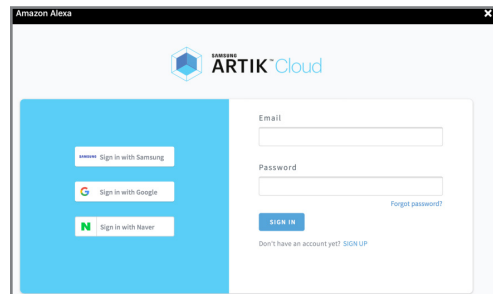 Amazon Alexa
SAMSUNG
ARTIK™ Cloud
SAMSUNG Sign in with Samsung
Sign in with Google
Sign in with Naver
Email
Password
Forgot password?
SIGN IN
Don't have an account yet? SIGN UP